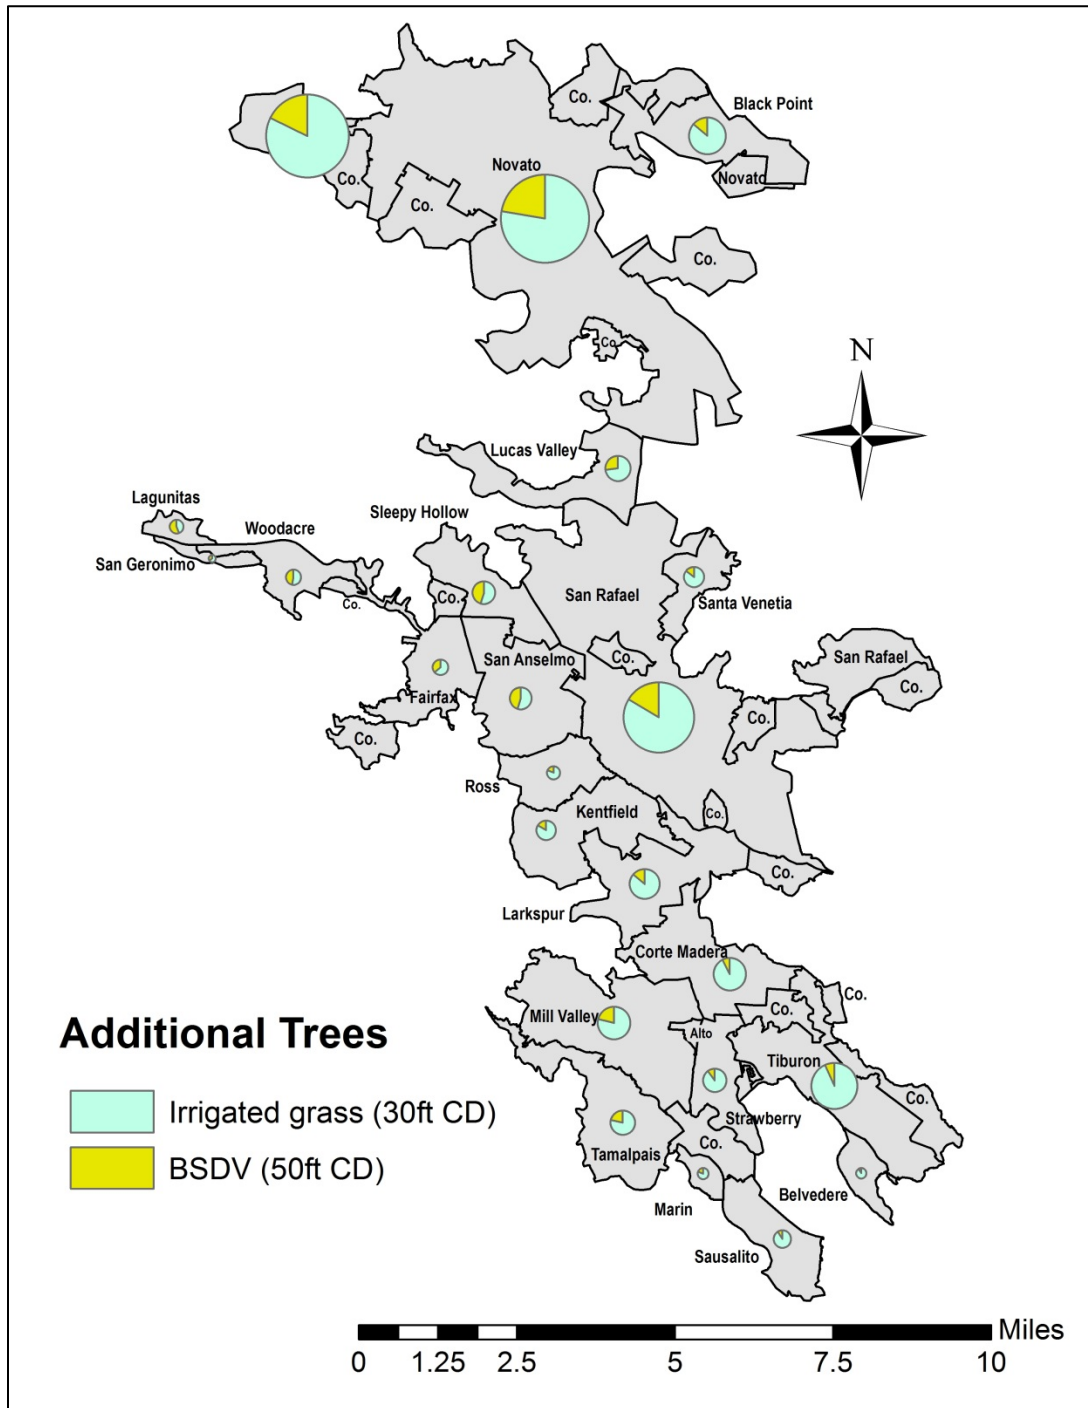 Co.
Black Point
Novato
Novato
Co.
Co.
Co.
Co
N
Lucas Valley
Lagunitas
Sleepy Hollow
Woodacre
San Geronimo
San Rafael
Co.
Co.
Santa Venetia
San Anselmo
Co.
San Rafael
Co.
Fairfax
Co.
Co.
Ross
Kentfield
Co.
Co.
Larkspur
Corte Madera
Co.
Mill Valley
Co.
Alto
Additional Trees
Tiburon
Co.
Irrigated grass (30ft CD)
Strawberry
Co.
BSDV (50ft CD)
Tamalpais
Belvedere
Marin
Sausalito
Miles
0 1.25 2.5 5 7.5 10